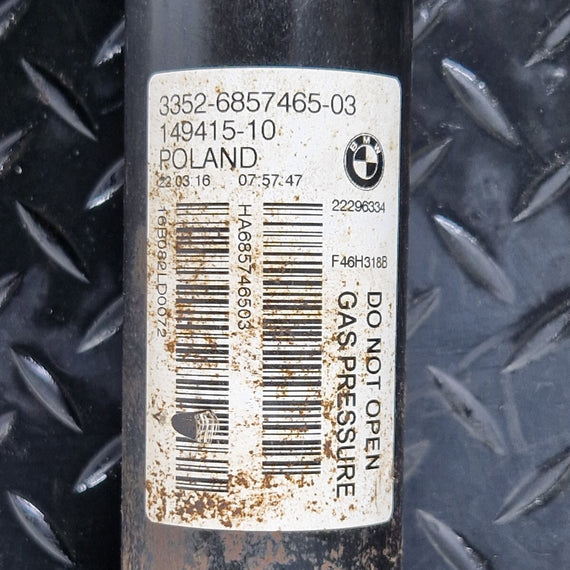 3352-6857465-03
149415-10
POLAND
BMW
22.03.16 07:57:47
22296334
F46H318B
HA685746503
DO NOT OPEN
GAS PRESSURE